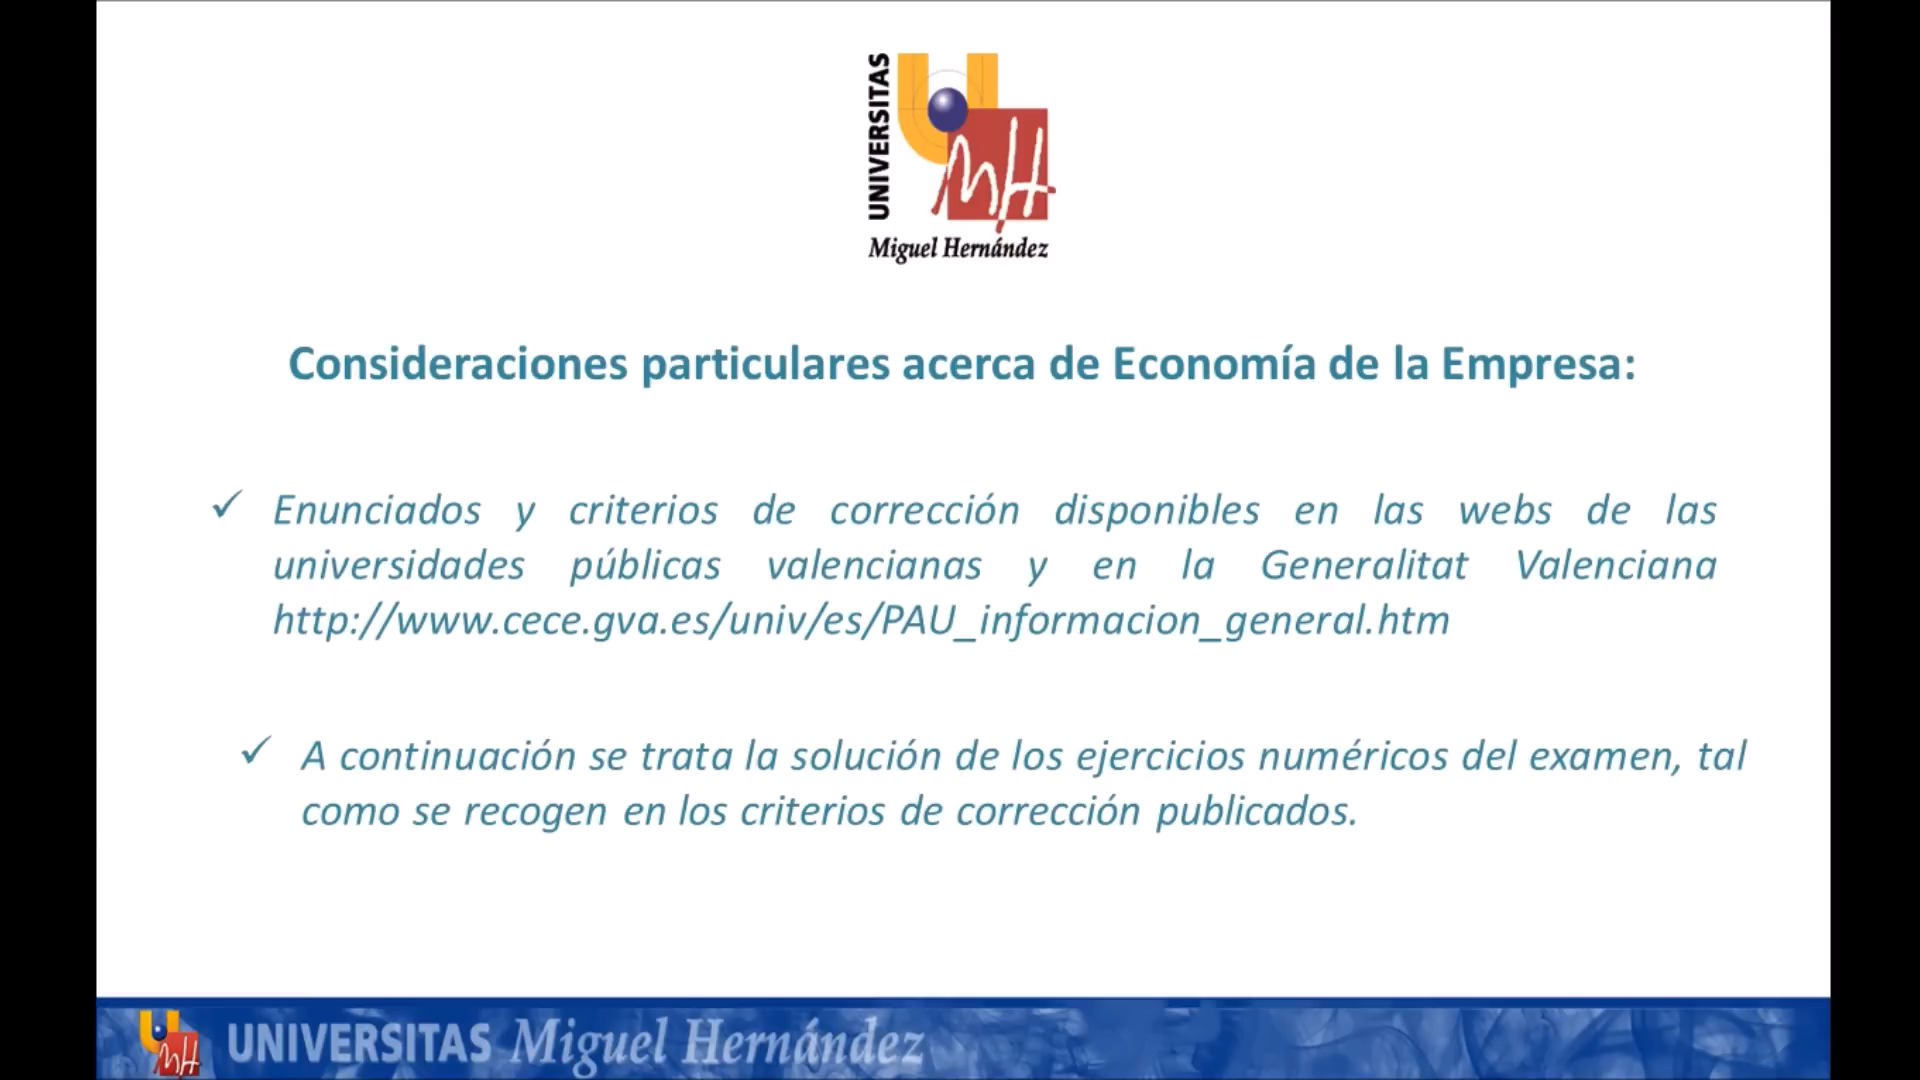 UNIVERSITAS
MH
Miguel Hernández
Consideraciones particulares acerca de Economía de la Empresa:
✓ Enunciados y criterios de corrección disponibles en las webs de las
universidades públicas valencianas y en la Generalitat Valenciana
http://www.cece.gva.es/univ/es/PAU_informacion_general.htm
✓ A continuación se trata la solución de los ejercicios numéricos del examen, tal
como se recogen en los criterios de corrección publicados.
MH UNIVERSITAS Miguel Hernández